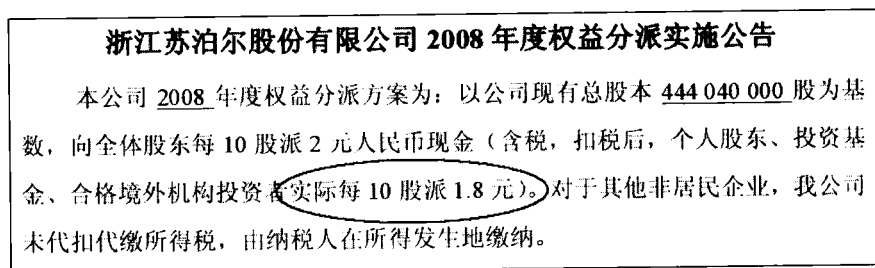 浙江苏泊尔股份有限公司 2008 年度权益分派实施公告
本公司 2008 年度权益分派方案为：以公司现有总股本 444 040 000 股为基
数，向全体股东每 10 股派 2 元人民币现金（含税，扣税后，个人股东、投资基
金、合格境外机构投资者实际每 10 股派 1.8 元）。对于其他非居民企业，我公司
未代扣代缴所得税，由纳税人在所得发生地缴纳。